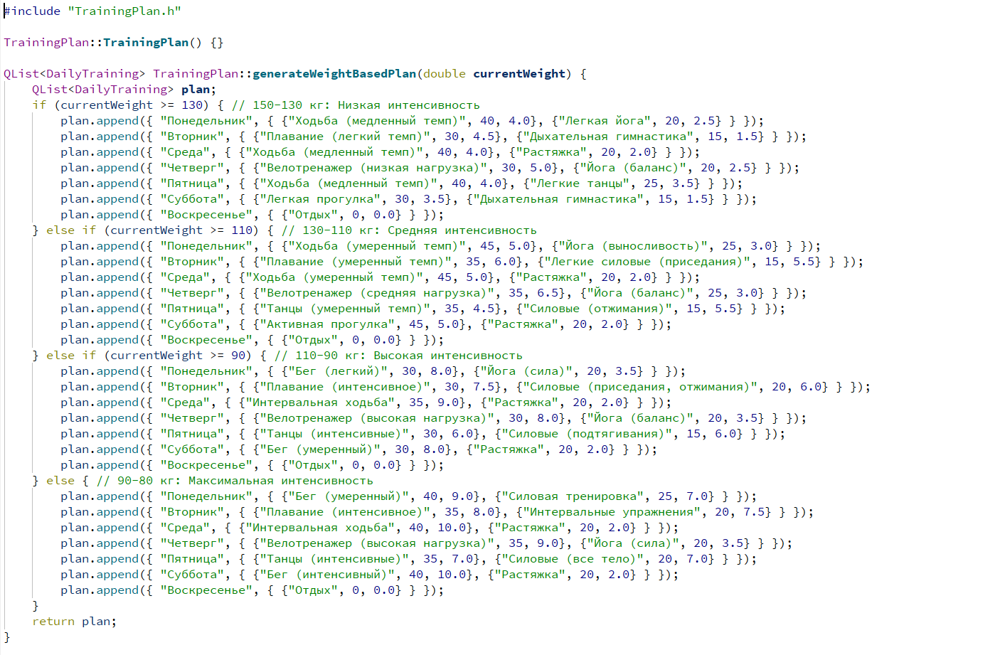 #include "TrainingPlan.h"
TrainingPlan::TrainingPlan() {}
QList<DailyTraining> TrainingPlan::generateWeightBasedPlan(double currentWeight) {
    QList<DailyTraining> plan;
    if (currentWeight >= 130) { // 150-130 кг: Низкая интенсивность
        plan.append({ "Понедельник", { {"Ходьба (медленный темп)", 40, 4.0}, {"Легкая йога", 20, 2.5} } });
        plan.append({ "Вторник", { {"Плавание (легкий темп)", 30, 4.5}, {"Дыхательная гимнастика", 15, 1.5} } });
        plan.append({ "Среда", { {"Ходьба (медленный темп)", 40, 4.0}, {"Растяжка", 20, 2.0} } });
        plan.append({ "Четверг", { {"Велотренажер (низкая нагрузка)", 30, 5.0}, {"Йога (баланс)", 20, 2.5} } });
        plan.append({ "Пятница", { {"Ходьба (медленный темп)", 40, 4.0}, {"Легкие танцы", 25, 3.5} } });
        plan.append({ "Суббота", { {"Легкая прогулка", 30, 3.5}, {"Дыхательная гимнастика", 15, 1.5} } });
        plan.append({ "Воскресенье", { {"Отдых", 0, 0.0} } });
    } else if (currentWeight >= 110) { // 130-110 кг: Средняя интенсивность
        plan.append({ "Понедельник", { {"Ходьба (умеренный темп)", 45, 5.0}, {"Йога (выносливость)", 25, 3.0} } });
        plan.append({ "Вторник", { {"Плавание (умеренный темп)", 35, 6.0}, {"Легкие силовые (приседания)", 15, 5.5} } });
        plan.append({ "Среда", { {"Ходьба (умеренный темп)", 45, 5.0}, {"Растяжка", 20, 2.0} } });
        plan.append({ "Четверг", { {"Велотренажер (средняя нагрузка)", 35, 6.5}, {"Йога (баланс)", 25, 3.0} } });
        plan.append({ "Пятница", { {"Танцы (умеренный темп)", 35, 4.5}, {"Силовые (отжимания)", 15, 5.5} } });
        plan.append({ "Суббота", { {"Активная прогулка", 45, 5.0}, {"Растяжка", 20, 2.0} } });
        plan.append({ "Воскресенье", { {"Отдых", 0, 0.0} } });
    } else if (currentWeight >= 90) { // 110-90 кг: Высокая интенсивность
        plan.append({ "Понедельник", { {"Бег (легкий)", 30, 8.0}, {"Йога (сила)", 20, 3.5} } });
        plan.append({ "Вторник", { {"Плавание (интенсивное)", 30, 7.5}, {"Силовые (приседания, отжимания)", 20, 6.0} } });
        plan.append({ "Среда", { {"Интервальная ходьба", 35, 9.0}, {"Растяжка", 20, 2.0} } });
        plan.append({ "Четверг", { {"Велотренажер (высокая нагрузка)", 30, 8.0}, {"Йога (баланс)", 20, 3.5} } });
        plan.append({ "Пятница", { {"Танцы (интенсивные)", 30, 6.0}, {"Силовые (подтягивания)", 15, 6.0} } });
        plan.append({ "Суббота", { {"Бег (умеренный)", 30, 8.0}, {"Растяжка", 20, 2.0} } });
        plan.append({ "Воскресенье", { {"Отдых", 0, 0.0} } });
    } else { // 90-80 кг: Максимальная интенсивность
        plan.append({ "Понедельник", { {"Бег (умеренный)", 40, 9.0}, {"Силовая тренировка", 25, 7.0} } });
        plan.append({ "Вторник", { {"Плавание (интенсивное)", 35, 8.0}, {"Интервальные упражнения", 20, 7.5} } });
        plan.append({ "Среда", { {"Интервальная ходьба", 40, 10.0}, {"Растяжка", 20, 2.0} } });
        plan.append({ "Четверг", { {"Велотренажер (высокая нагрузка)", 35, 9.0}, {"Йога (сила)", 20, 3.5} } });
        plan.append({ "Пятница", { {"Танцы (интенсивные)", 35, 7.0}, {"Силовые (все тело)", 20, 7.0} } });
        plan.append({ "Суббота", { {"Бег (интенсивный)", 40, 10.0}, {"Растяжка", 20, 2.0} } });
        plan.append({ "Воскресенье", { {"Отдых", 0, 0.0} } });
    }
    return plan;
}